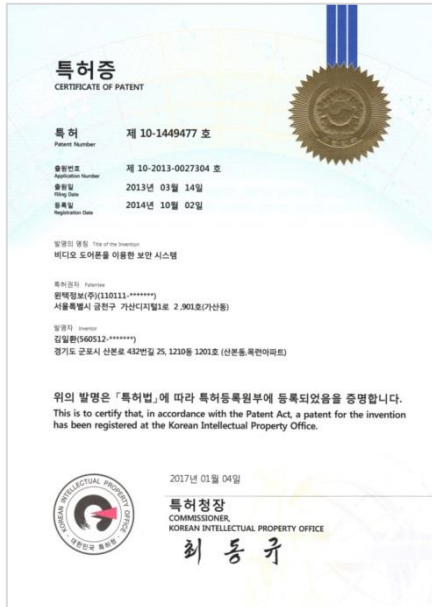 특허증
CERTIFICATE OF PATENT
특 허 제 10-1449477 호
Patent Number
출원번호 제 10-2013-0027304 호
Application Number
출원일 2013년 03월 14일
Filing Date
등록일 2014년 10월 02일
Registration Date
발명의 명칭 Title of the Invention
비디오 도어폰을 이용한 보안 시스템
특허권자 Patentee
윈텍정보(주)(110111-*******)
서울특별시 금천구 가산디지털1로 2 ,901호(가산동)
발명자 Inventor
김일환(560512-*******)
경기도 군포시 산본로 432번길 25, 1210동 1201호 (산본동,목련아파트)
위의 발명은 「특허법」에 따라 특허등록원부에 등록되었음을 증명합니다.
This is to certify that, in accordance with the Patent Act, a patent for the invention
has been registered at the Korean Intellectual Property Office.
2017년 01월 04일
특허청장
COMMISSIONER,
KOREAN INTELLECTUAL PROPERTY OFFICE
최동규
KOREAN INTELLECTUAL PROPERTY OFFICE
대한민국 특허청